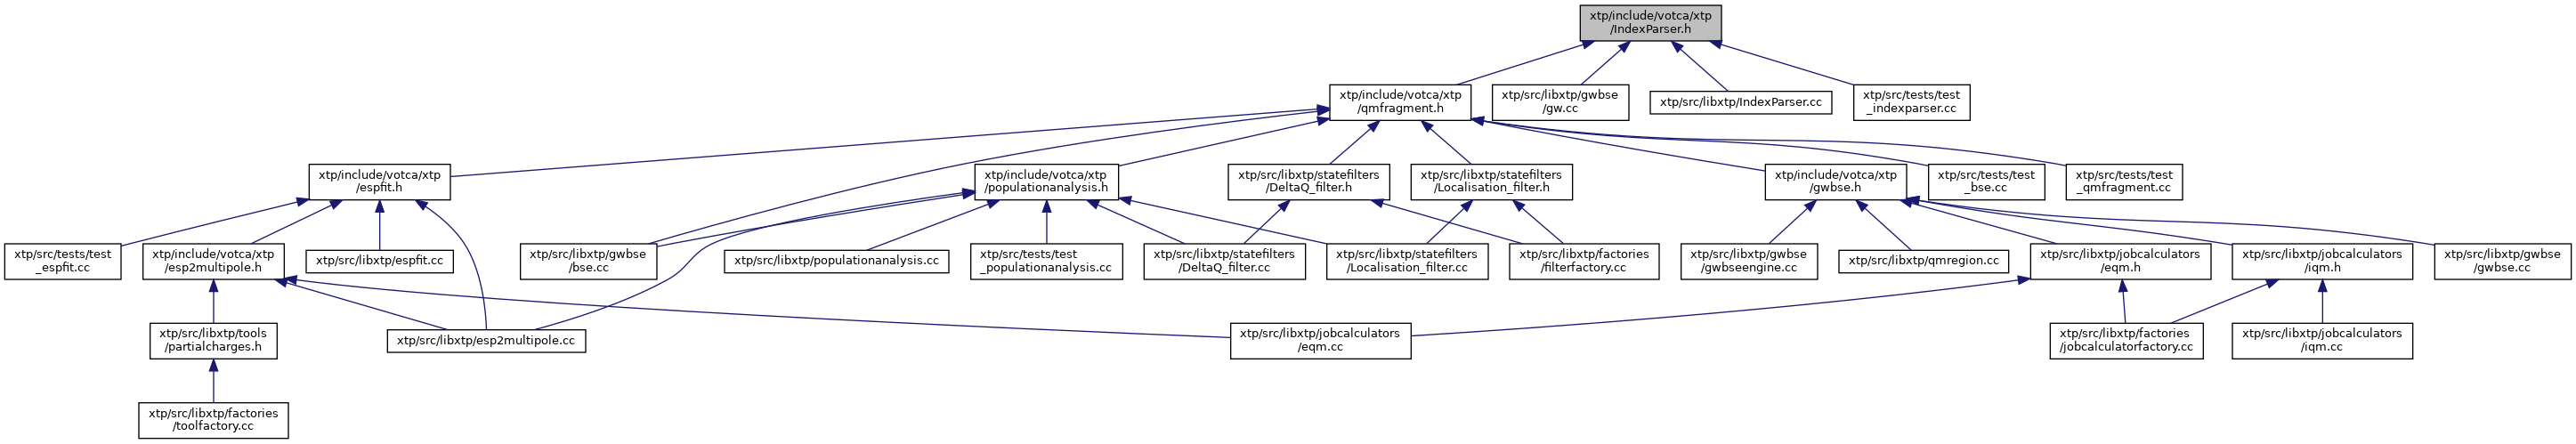 xtp/include/votca/xtp
/IndexParser.h
xtp/include/votca/xtp
/qmfragment.h
xtp/src/libxtp/gwbse
/gw.cc
xtp/src/libxtp/IndexParser.cc
xtp/src/tests/test
_indexparser.cc
xtp/include/votca/xtp
/espfit.h
xtp/include/votca/xtp
/populationanalysis.h
xtp/src/libxtp/statefilters
/DeltaQ_filter.h
xtp/src/libxtp/statefilters
/Localisation_filter.h
xtp/include/votca/xtp
/gwbse.h
xtp/src/tests/test
_bse.cc
xtp/src/tests/test
_qmfragment.cc
xtp/src/tests/test
_espfit.cc
xtp/include/votca/xtp
/esp2multipole.h
xtp/src/libxtp/espfit.cc
xtp/src/libxtp/gwbse
/bse.cc
xtp/src/libxtp/populationanalysis.cc
xtp/src/tests/test
_populationanalysis.cc
xtp/src/libxtp/statefilters
/DeltaQ_filter.cc
xtp/src/libxtp/statefilters
/Localisation_filter.cc
xtp/src/libxtp/factories
/filterfactory.cc
xtp/src/libxtp/gwbse
/gwbseengine.cc
xtp/src/libxtp/qmregion.cc
xtp/src/libxtp/jobcalculators
/eqm.h
xtp/src/libxtp/jobcalculators
/iqm.h
xtp/src/libxtp/gwbse
/gwbse.cc
xtp/src/libxtp/tools
/partialcharges.h
xtp/src/libxtp/esp2multipole.cc
xtp/src/libxtp/jobcalculators
/eqm.cc
xtp/src/libxtp/factories
/jobcalculatorfactory.cc
xtp/src/libxtp/jobcalculators
/iqm.cc
xtp/src/libxtp/factories
/toolfactory.cc